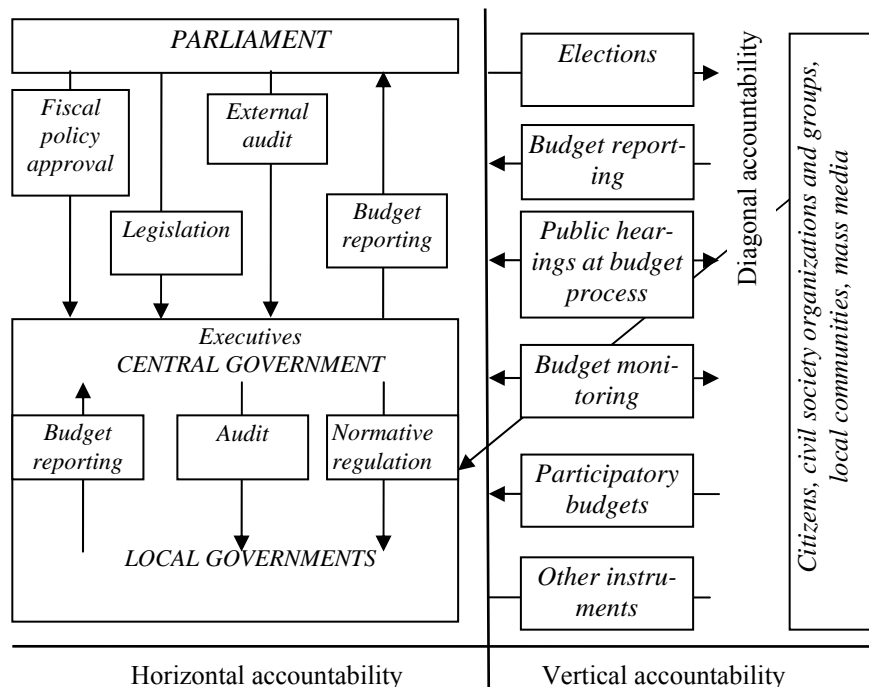 PARLIAMENT
Fiscal
policy
approval
External
audit
Legislation
Budget
reporting
Executives
CENTRAL GOVERNMENT
Budget
reporting
Audit
Normative
regulation
LOCAL GOVERNMENTS
Elections
Budget report-
ing
Public hear-
ings at budget
process
Budget moni-
toring
Participatory
budgets
Other instru-
ments
Diagonal accountability
Citizens, civil society organizations and groups,
local communities, mass media
Horizontal accountability
Vertical accountability